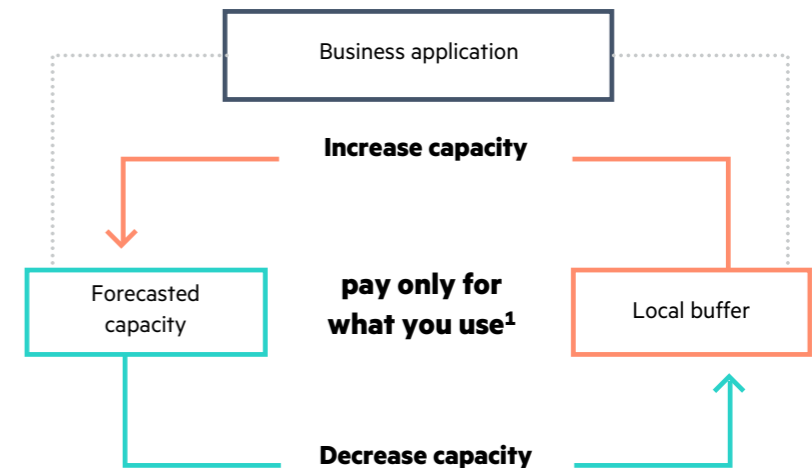 Business application
Increase capacity
Forecasted
capacity
pay only for
what you use¹
Local buffer
Decrease capacity